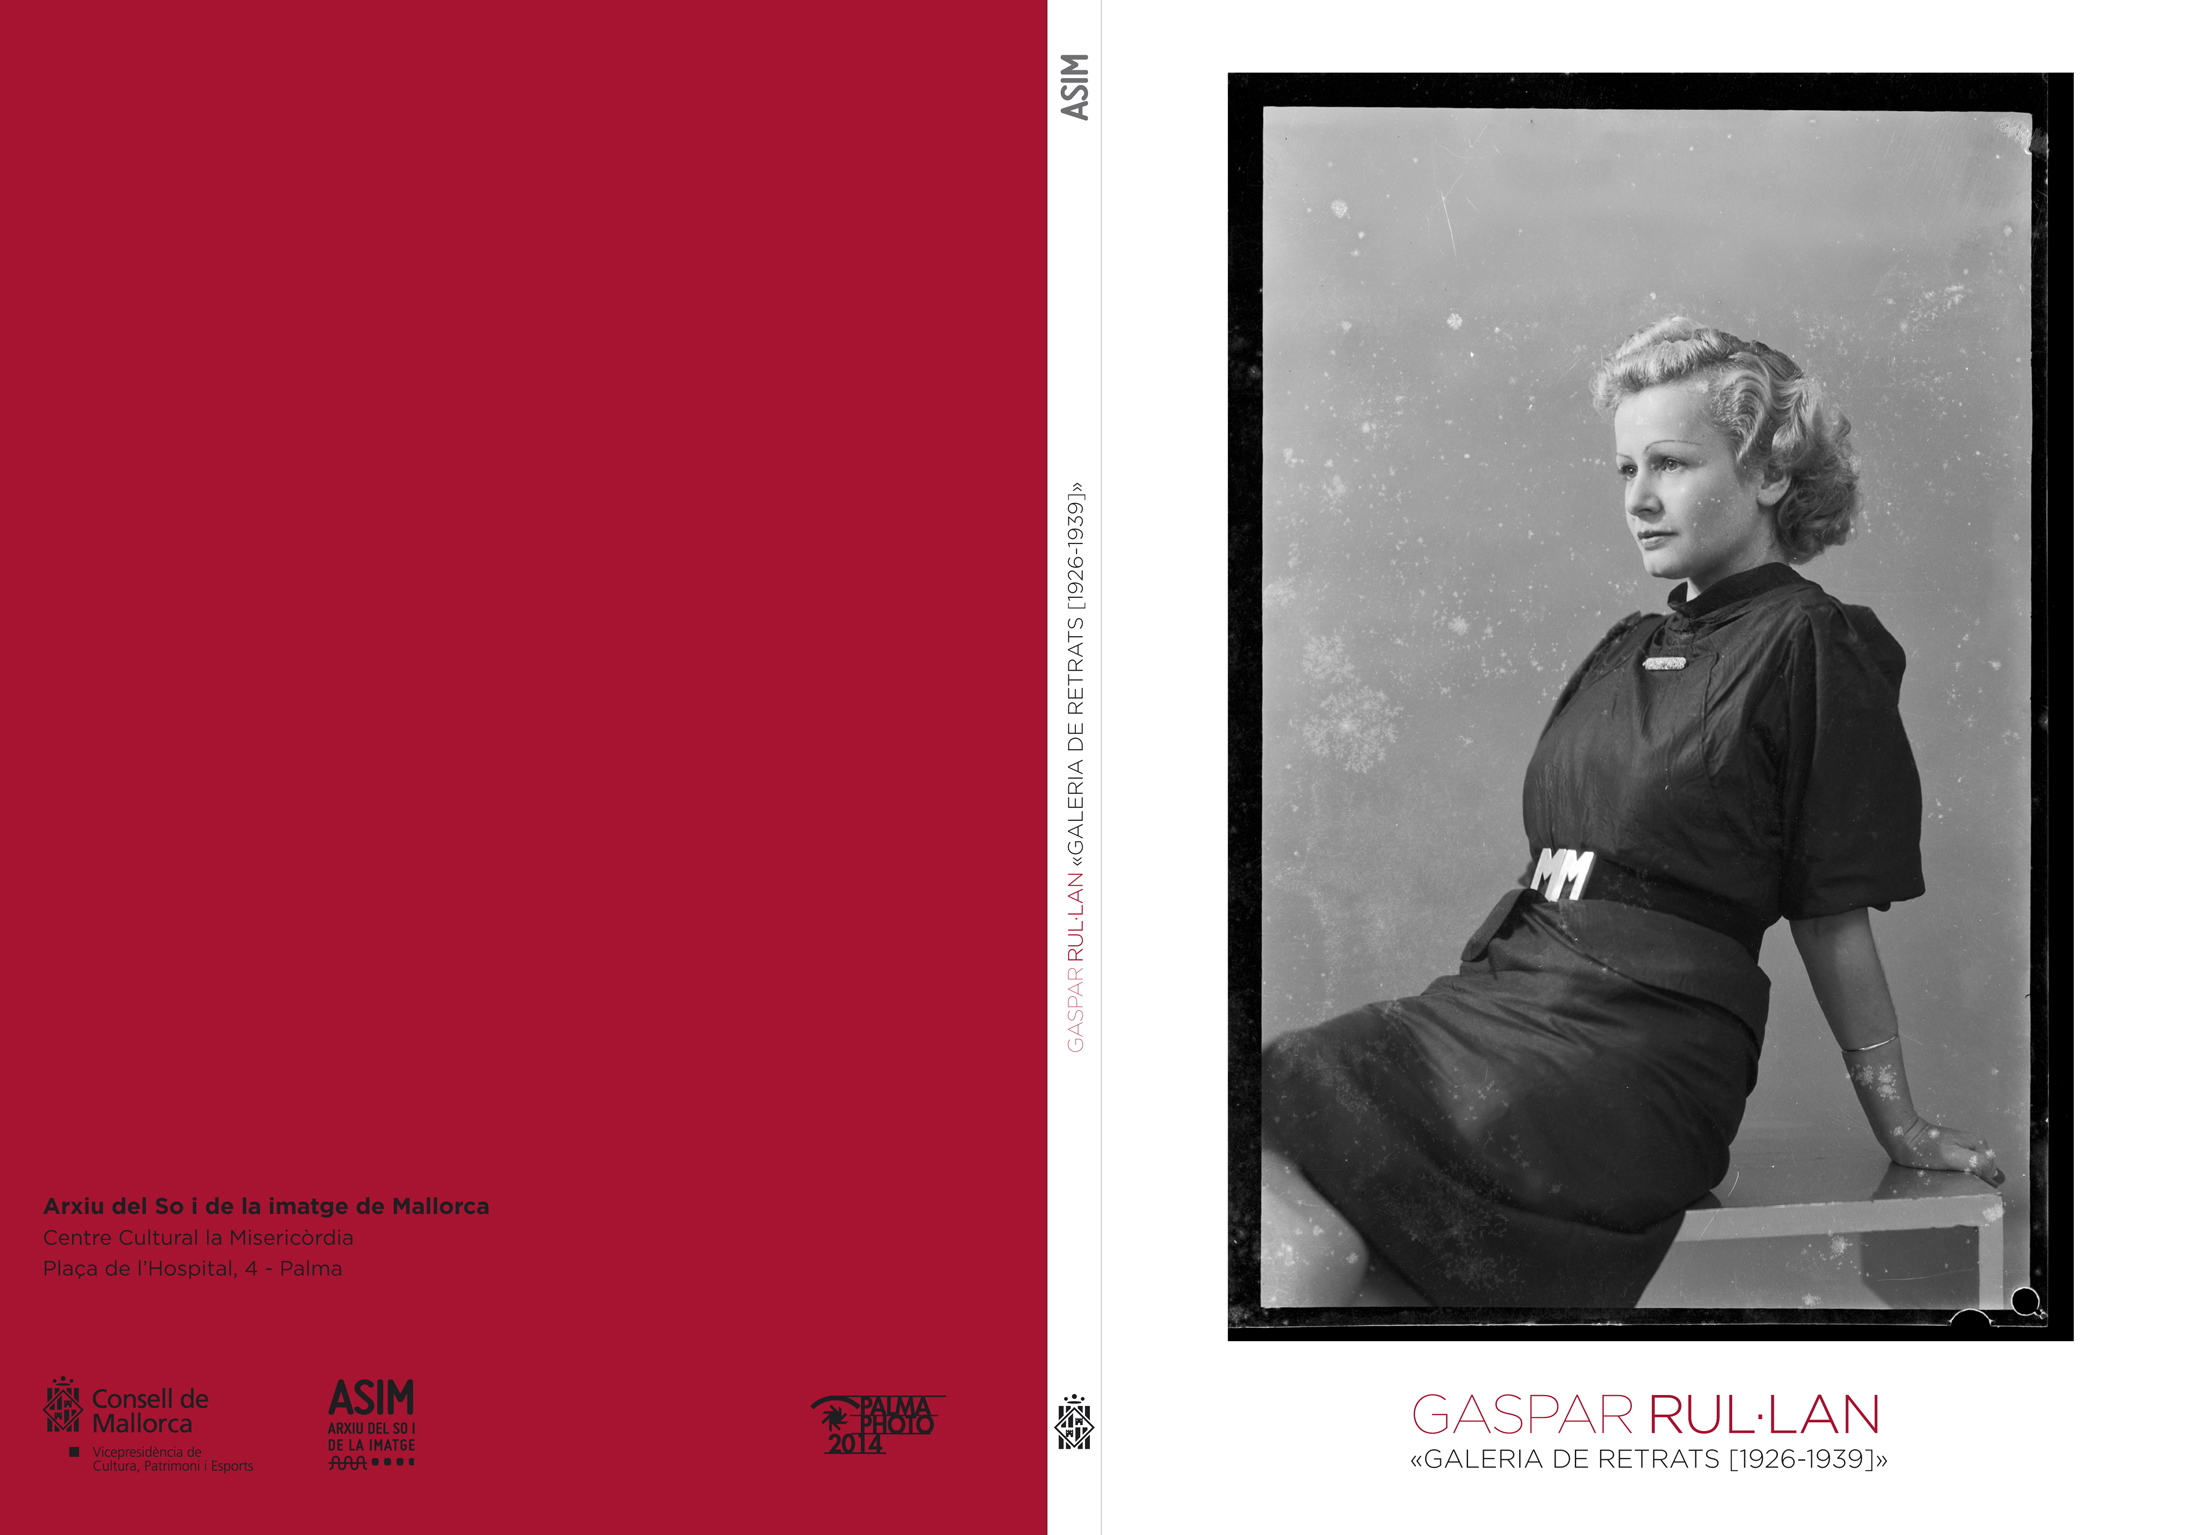 Arxiu del So i de la imatge de Mallorca
Centre Cultural la Misericòrdia
Plaça de l’Hospital, 4 - Palma
Consell de
Mallorca
Vicepresidència de
Cultura, Patrimoni i Esports
ASIM
ARXIU DEL SO I
DE LA IMATGE
PALMA
PHOTO
2014
ASIM
GASPAR RUL·LAN «GALERIA DE RETRATS [1926-1939]»
MM
GASPAR RUL·LAN
«GALERIA DE RETRATS [1926-1939]»